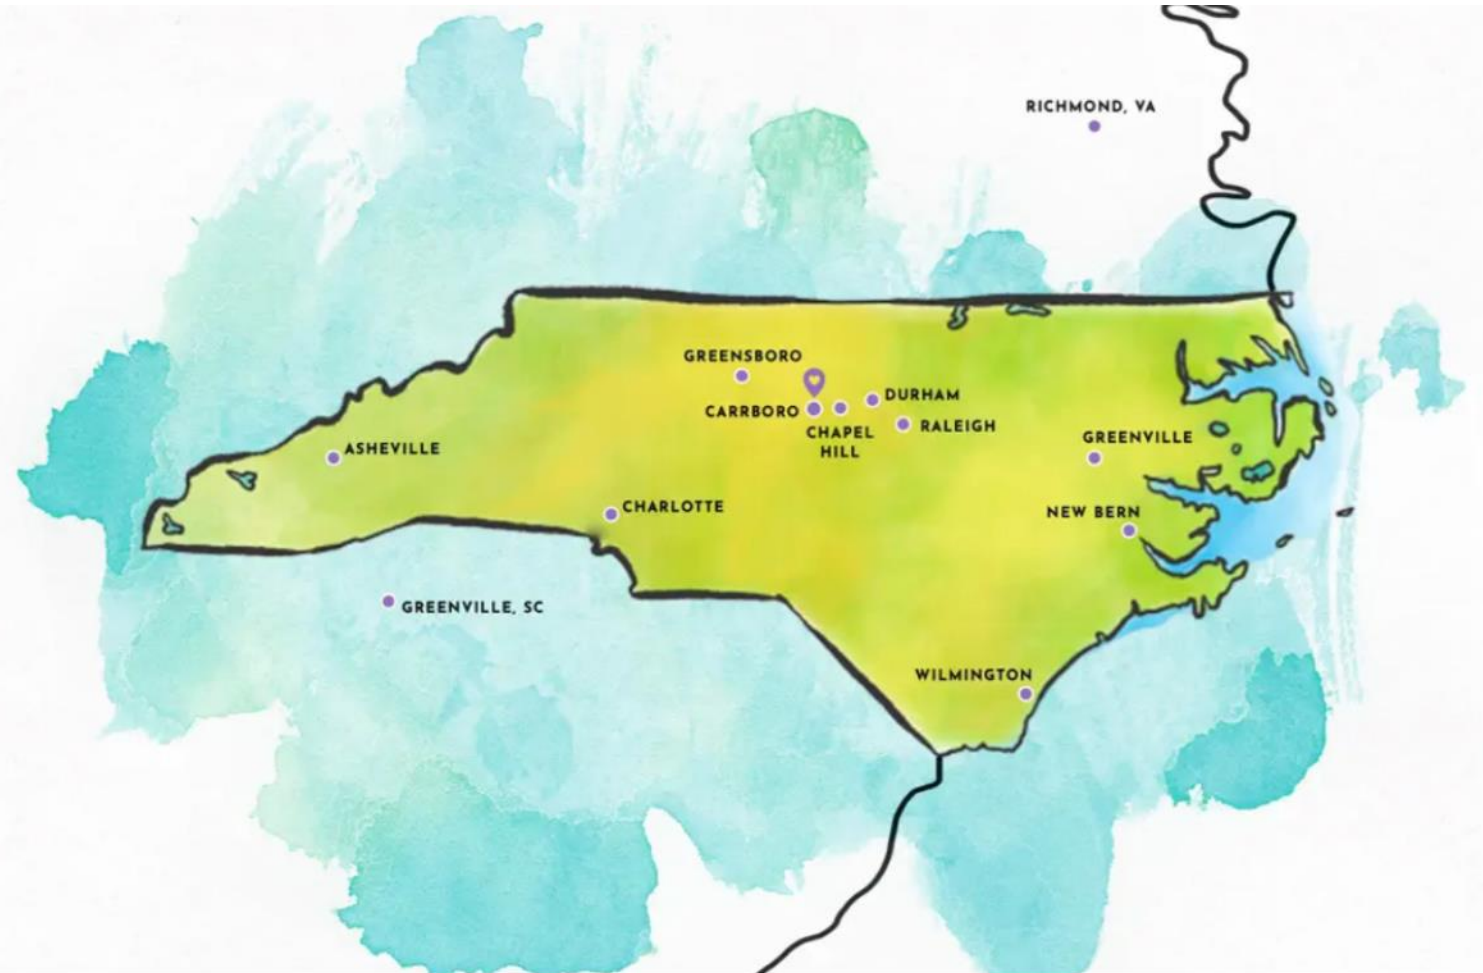 RICHMOND, VA
GREENSBORO
DURHAM
CARRBORO
RALEIGH
CHAPEL
HILL
GREENVILLE
ASHEVILLE
CHARLOTTE
NEW BERN
GREENVILLE, SC
WILMINGTON